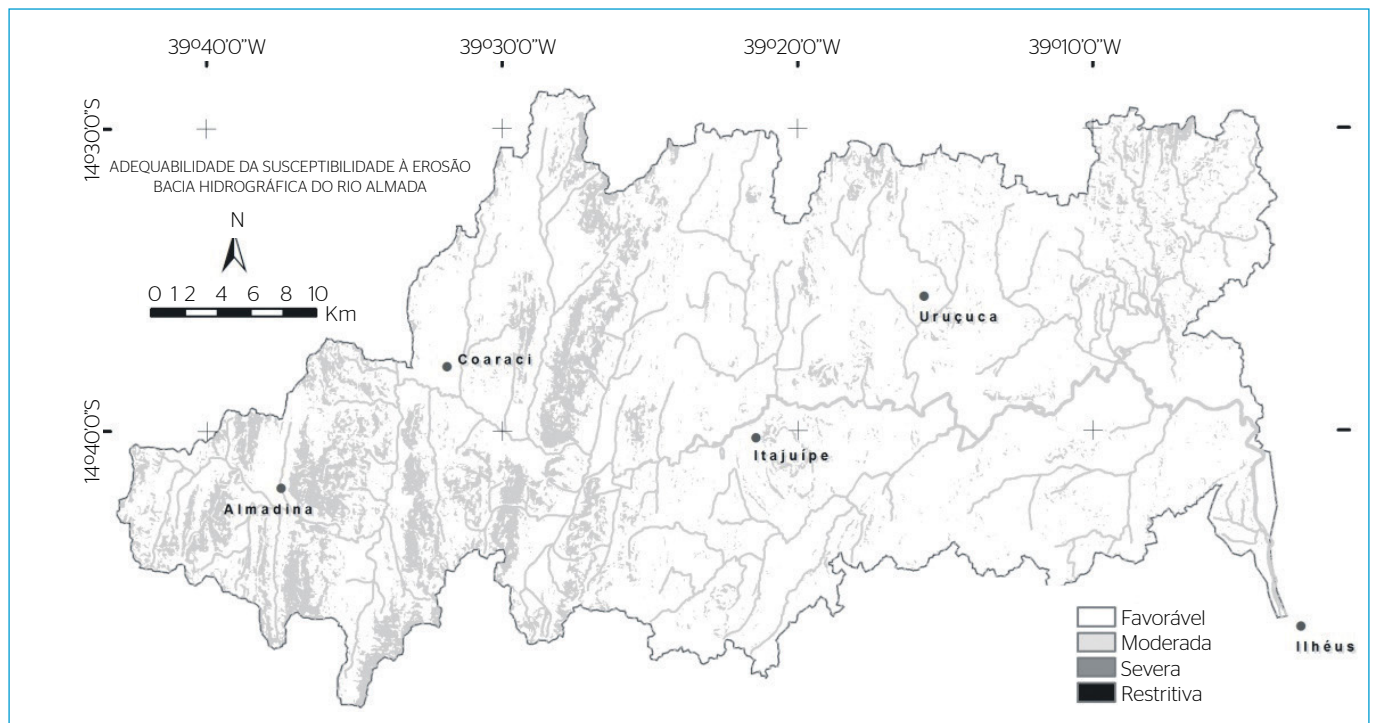 39º40'0"W
39º30'0"W
39º20'0"W
39º10'0"W
14º30'0"S
ADEQUABILIDADE DA SUSCEPTIBILIDADE À EROSÃO
BACIA HIDROGRÁFICA DO RIO ALMADA
N
0 1 2 4 6 8 10
Km
Uruçuca
Coaraci
14º40'0"S
Itajuípe
Almadina
Favorável
Moderada
Severa
Restritiva
Ilhéus